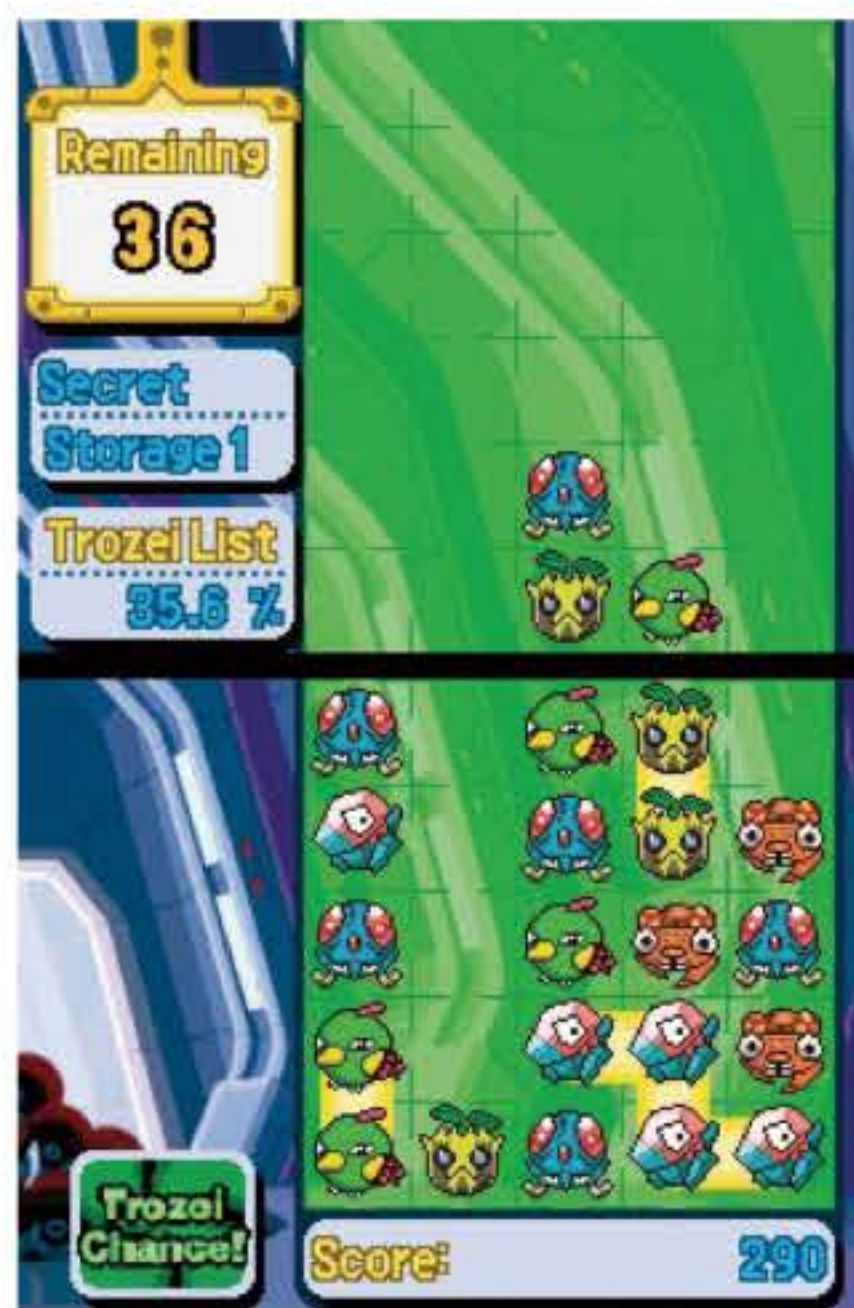 Remaining
36
Secret
Storage 1
Trozei List
35.6 %
Trozei
Chance!
Score: 290